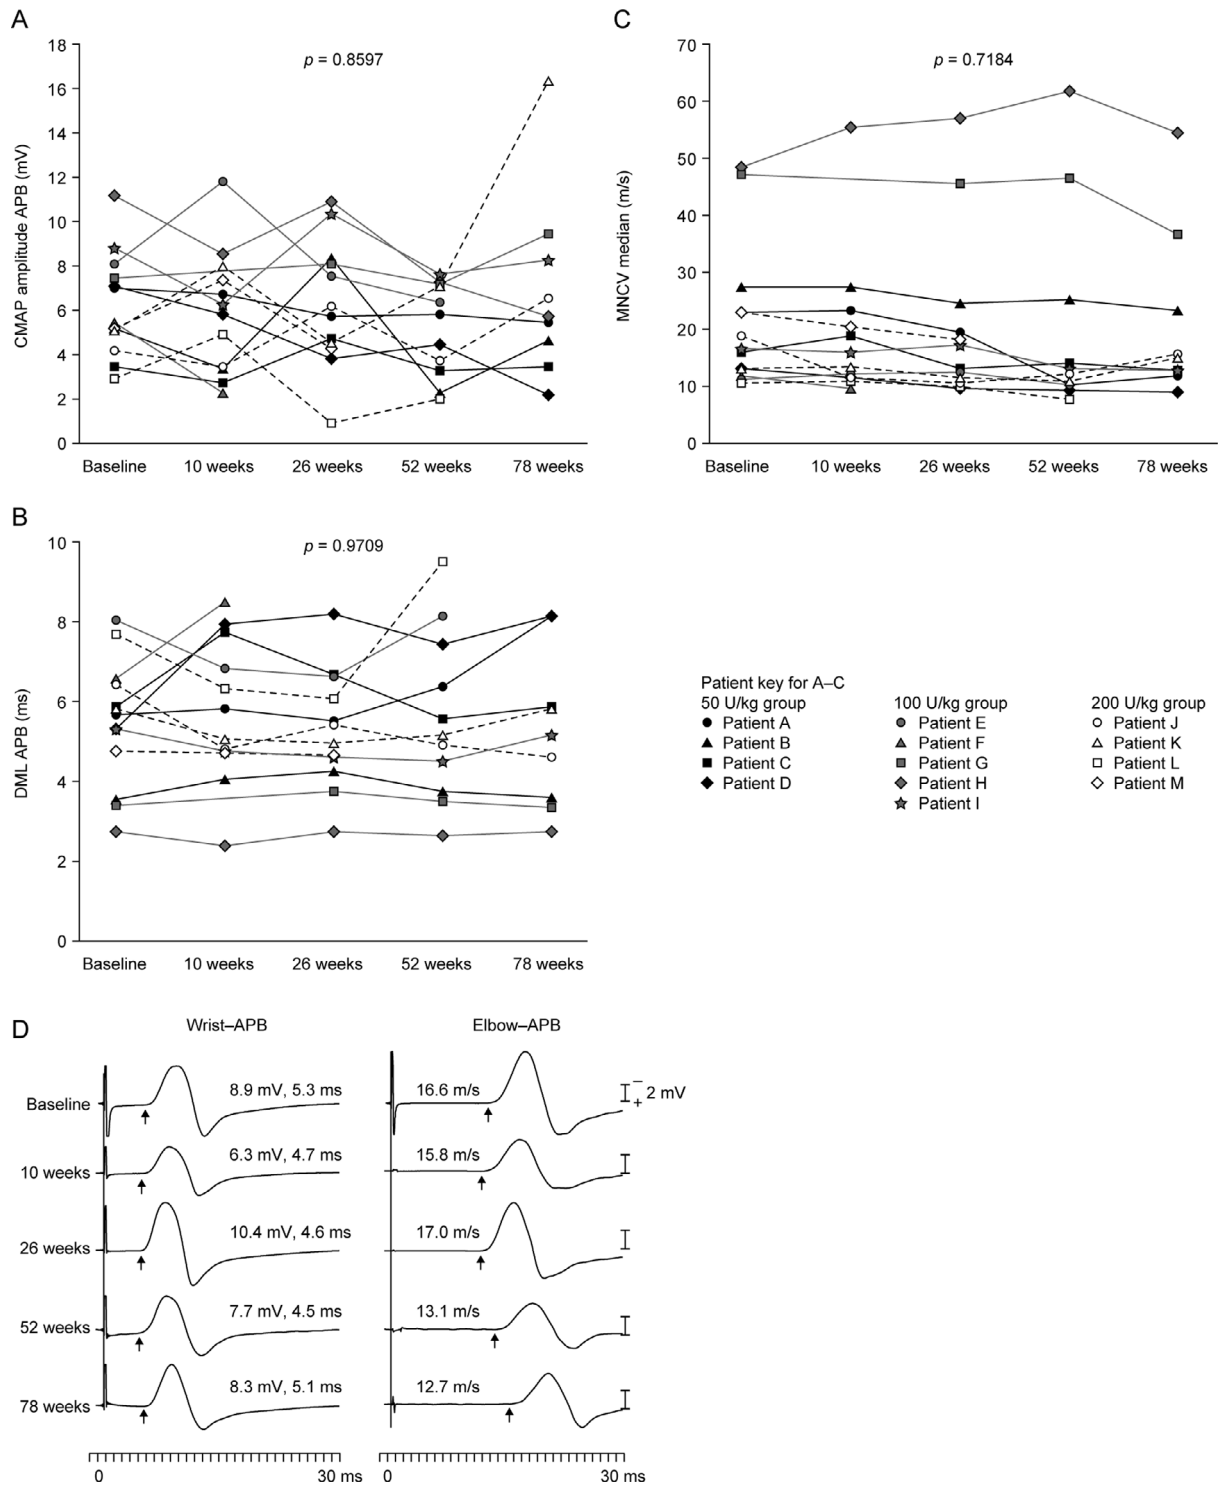 A
p = 0.8597
CMAP amplitude APB (mV)
18
16
14
12
10
8
6
4
2
0
Baseline 10 weeks 26 weeks 52 weeks 78 weeks
C
p = 0.7184
MNCV median (m/s)
70
60
50
40
30
20
10
0
Baseline 10 weeks 26 weeks 52 weeks 78 weeks
B
p = 0.9709
DML APB (ms)
10
8
6
4
2
0
Baseline 10 weeks 26 weeks 52 weeks 78 weeks
Patient key for A–C
50 U/kg group 100 U/kg group 200 U/kg group
Patient A Patient E Patient J
Patient B Patient F Patient K
Patient C Patient G Patient L
Patient D Patient H Patient M
Patient I
D
Wrist–APB Elbow–APB
Baseline 8.9 mV, 5.3 ms 16.6 m/s − + 2 mV
10 weeks 6.3 mV, 4.7 ms 15.8 m/s
26 weeks 10.4 mV, 4.6 ms 17.0 m/s
52 weeks 7.7 mV, 4.5 ms 13.1 m/s
78 weeks 8.3 mV, 5.1 ms 12.7 m/s
0 30 ms 0 30 ms